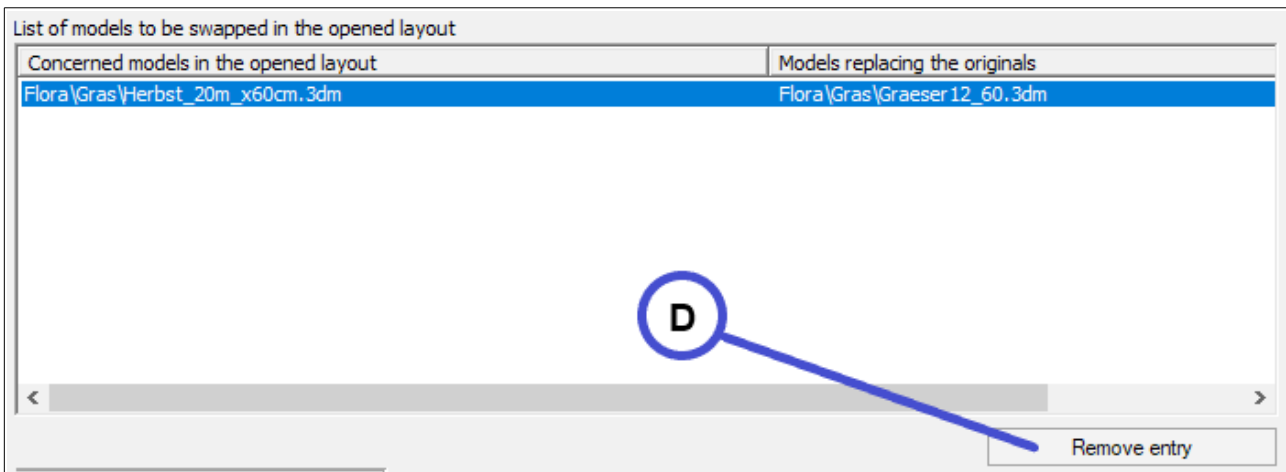 List of models to be swapped in the opened layout
Concerned models in the opened layout Models replacing the originals
Flora\Gras\Herbst_20m_x60cm.3dm Flora\Gras\Graeser12_60.3dm
D
Remove entry